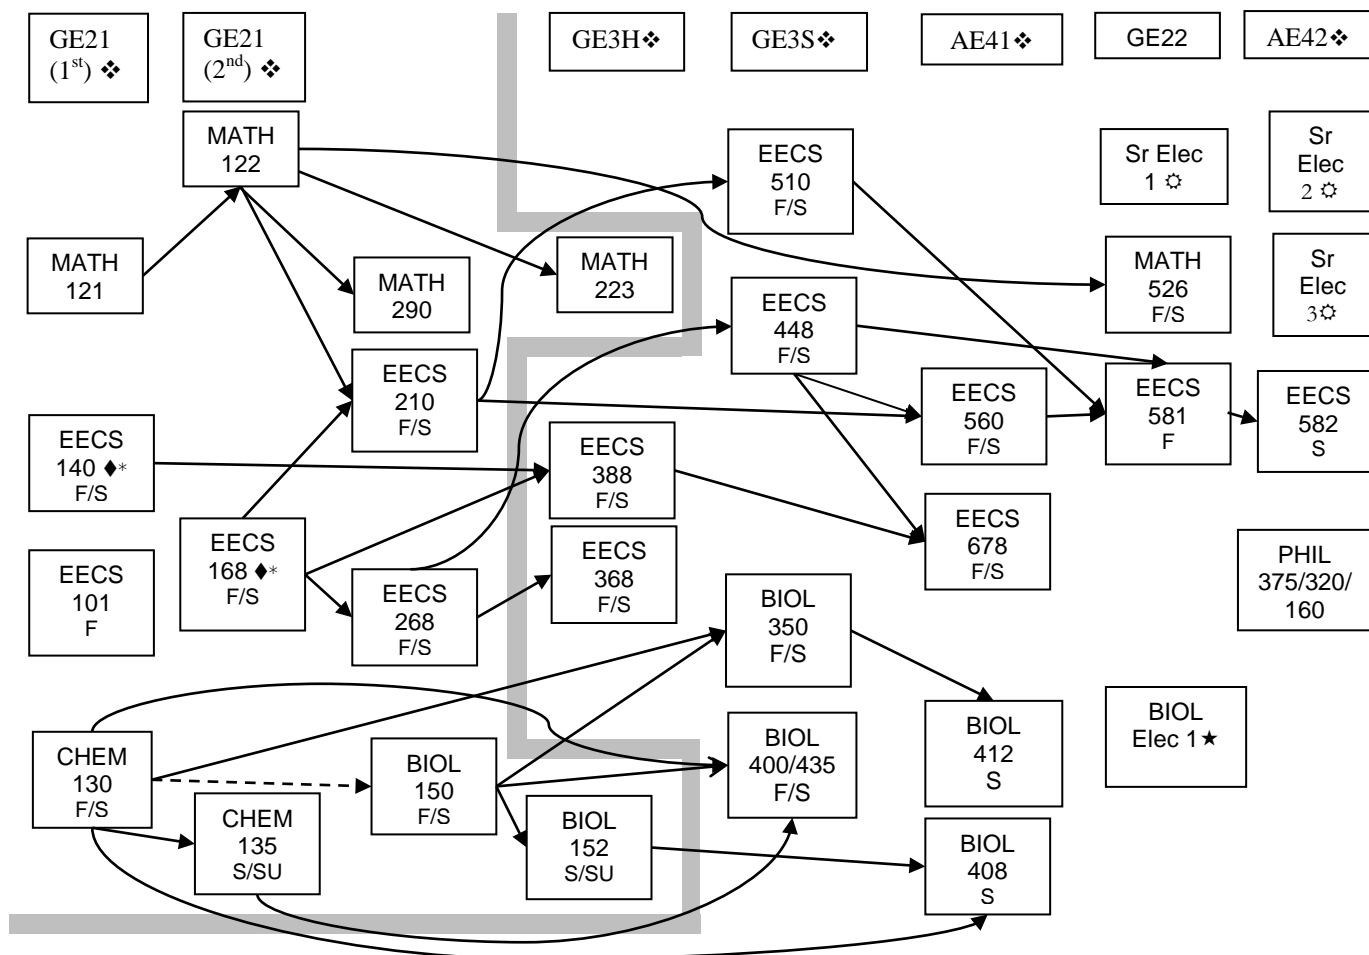 GE21
(1st) ❖
GE21
(2nd) ❖
GE3H❖
GE3S❖
AE41❖
GE22
AE42❖
MATH
122
EECS
510
F/S
Sr Elec
1 ☼
Sr
Elec
2 ☼
MATH
121
MATH
290
MATH
223
EECS
448
F/S
MATH
526
F/S
Sr
Elec
3☼
EECS
210
F/S
EECS
560
F/S
EECS
581
F
EECS
582
S
EECS
140 ♦*
F/S
EECS
388
F/S
EECS
168 ♦*
F/S
EECS
678
F/S
EECS
101
F
EECS
268
F/S
EECS
368
F/S
PHIL
375/320/
160
BIOL
350
F/S
CHEM
130
F/S
BIOL
150
F/S
BIOL
400/435
F/S
BIOL
412
S
BIOL
Elec 1★
CHEM
135
S/SU
BIOL
152
S/SU
BIOL
408
S